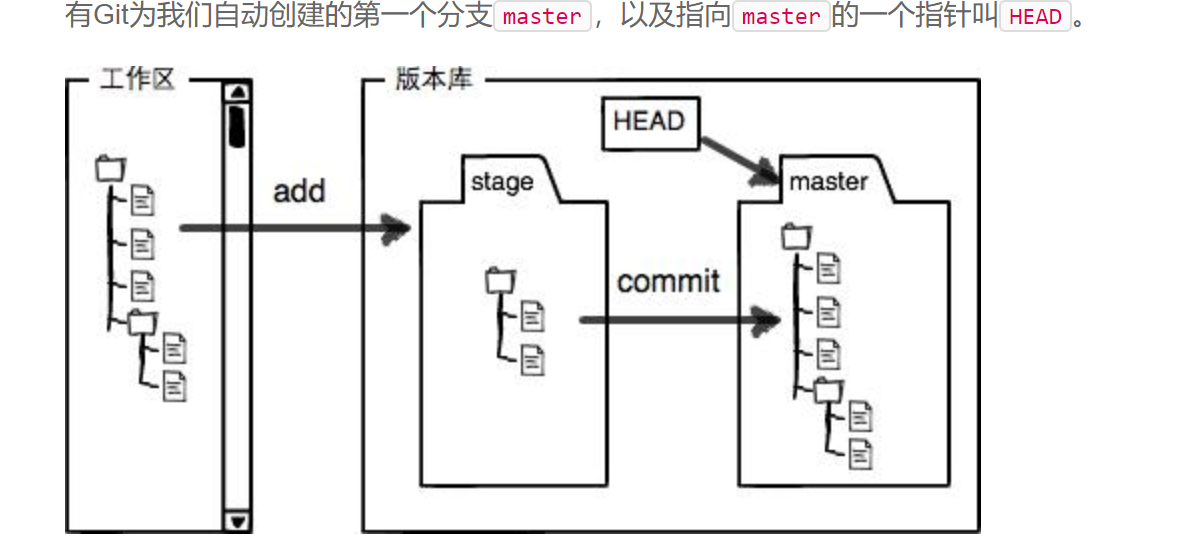 有Git为我们自动创建的第一个分支master，以及指向master的一个指针叫HEAD。
工作区
版本库
HEAD
stage
master
add
commit